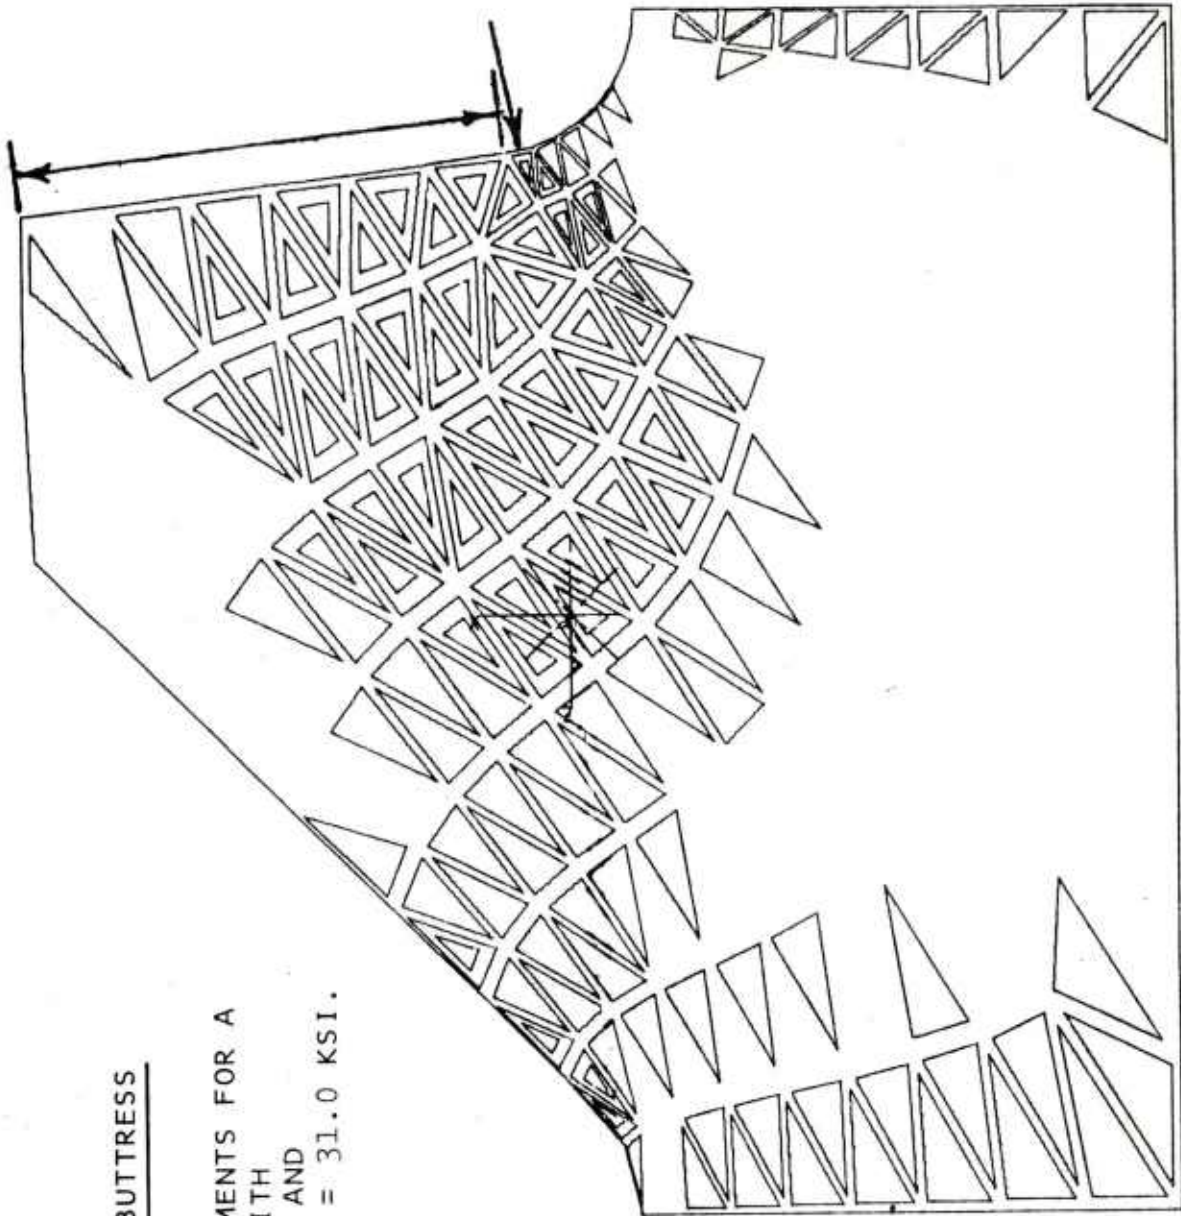 BUTTRESS
MENTS FOR A
ITH
AND
= 31.0 KSI.